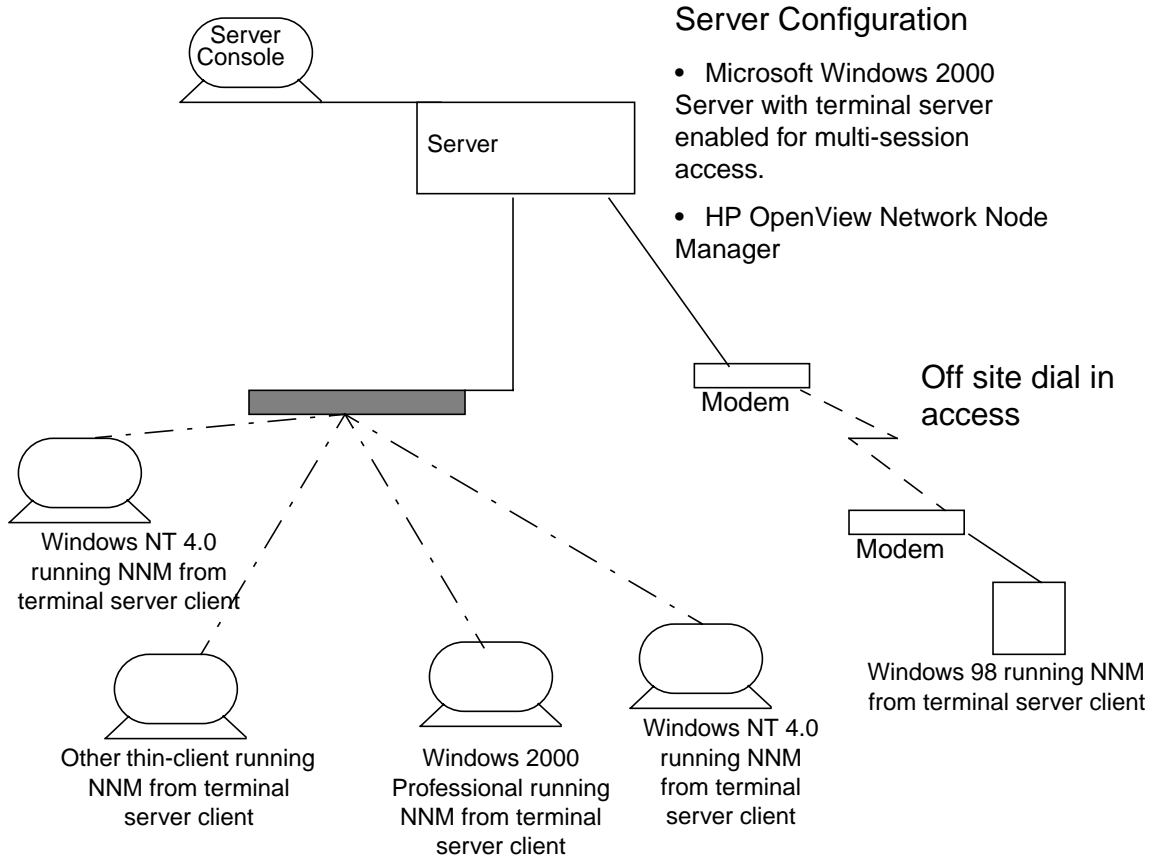 Server Configuration
Server
Console
• Microsoft Windows 2000
Server with terminal server
enabled for multi-session
access.
Server
• HP OpenView Network Node
Manager
Off site dial in
access
Modem
Modem
Windows NT 4.0
running NNM from
terminal server client
Windows 98 running NNM
from terminal server client
Other thin-client running
NNM from terminal
server client
Windows 2000
Professional running
NNM from terminal
server client
Windows NT 4.0
running NNM
from terminal
server client